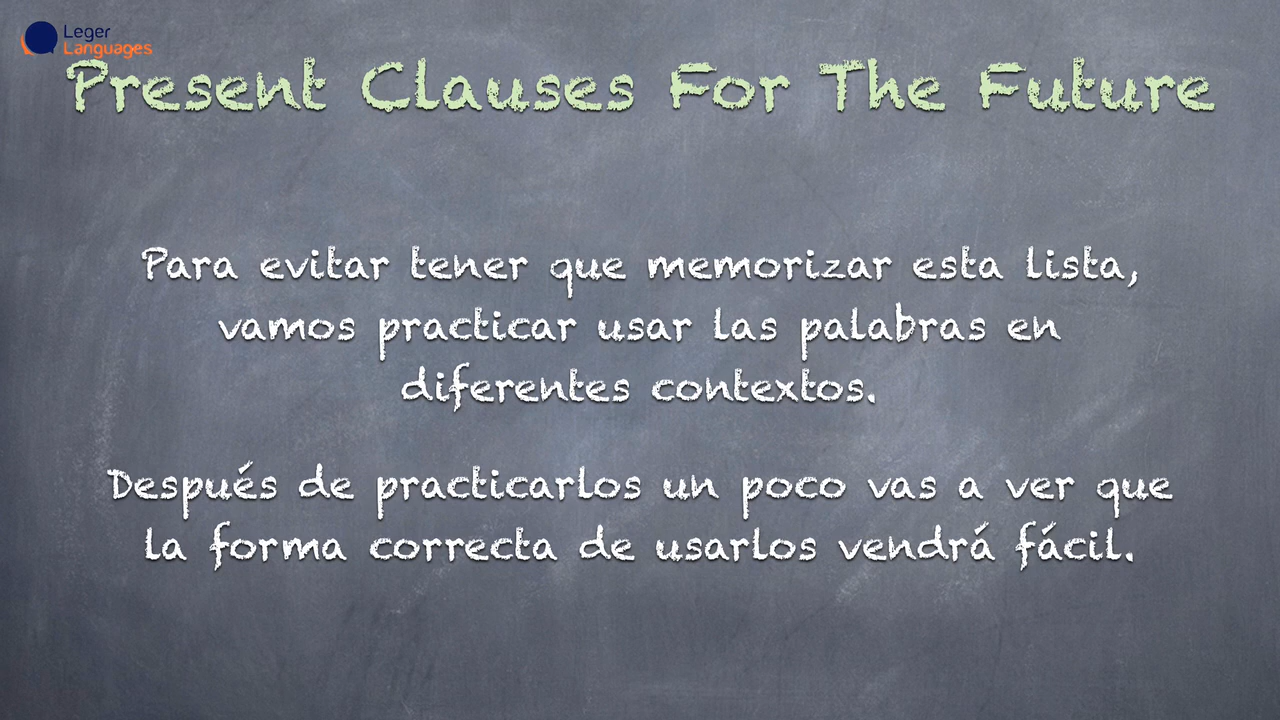 Leger
Languages
Present Clauses For The Future
Para evitar tener que memorizar esta lista,
vamos practicar usar las palabras en
diferentes contextos.
Después de practicarlos un poco vas a ver que
la forma correcta de usarlos vendrá fácil.